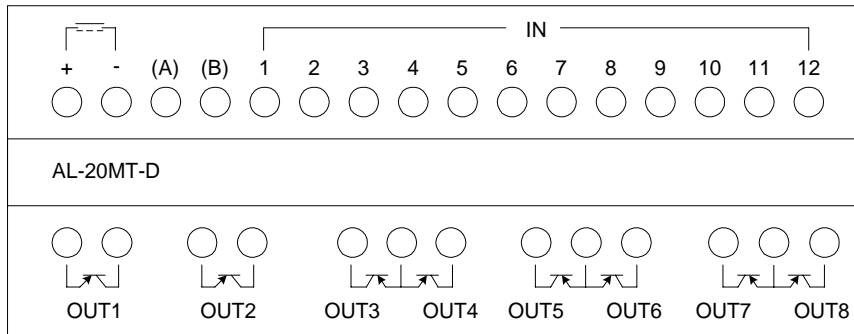 IN
+ - (A) (B) 1 2 3 4 5 6 7 8 9 10 11 12
AL-20MT-D
OUT1 OUT2 OUT3 OUT4 OUT5 OUT6 OUT7 OUT8